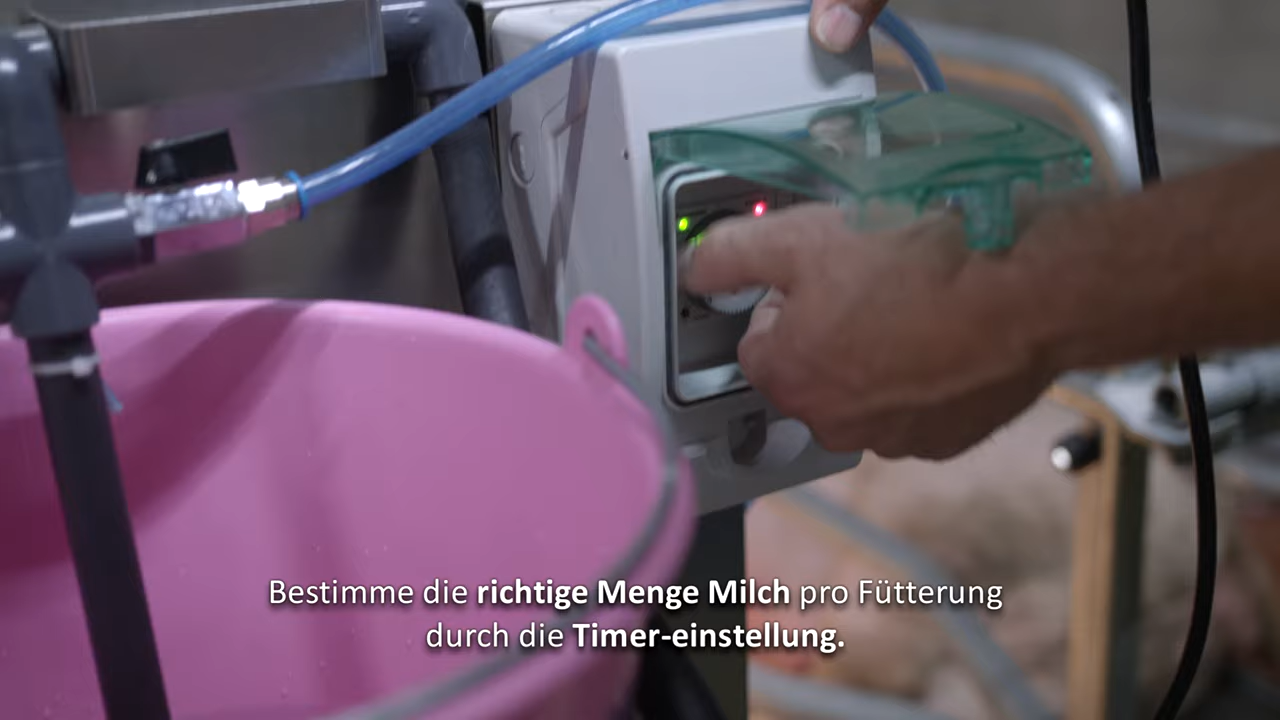 Bestimme die richtige Menge Milch pro Fütterung
durch die Timer-einstellung.